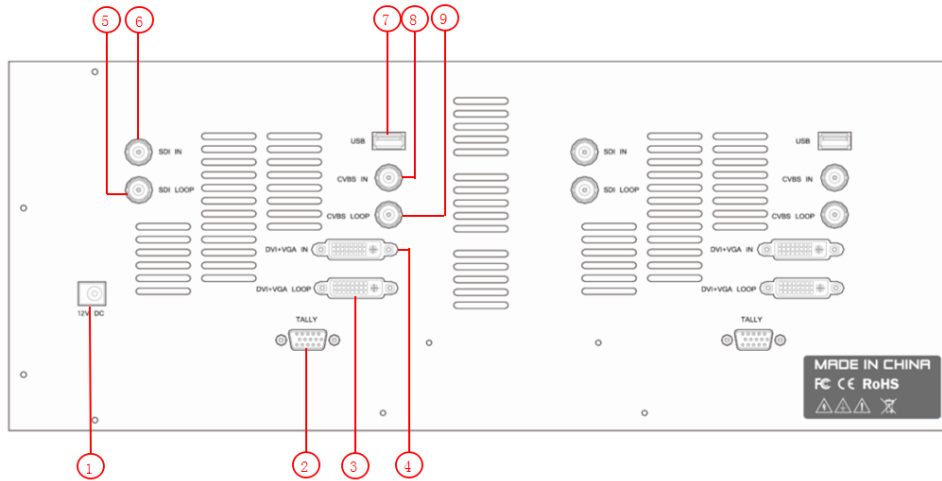 5 6 7 8 9
USB USB
SDI IN SDI IN
CVBS IN CVBS IN
SDI LOOP SDI LOOP
CVBS LOOP CVBS LOOP
DVI+VGA IN DVI+VGA IN
DVI+VGA LOOP DVI+VGA LOOP
12V DC
TALLY TALLY
MADE IN CHINA
FC CE RoHS
1 2 3 4